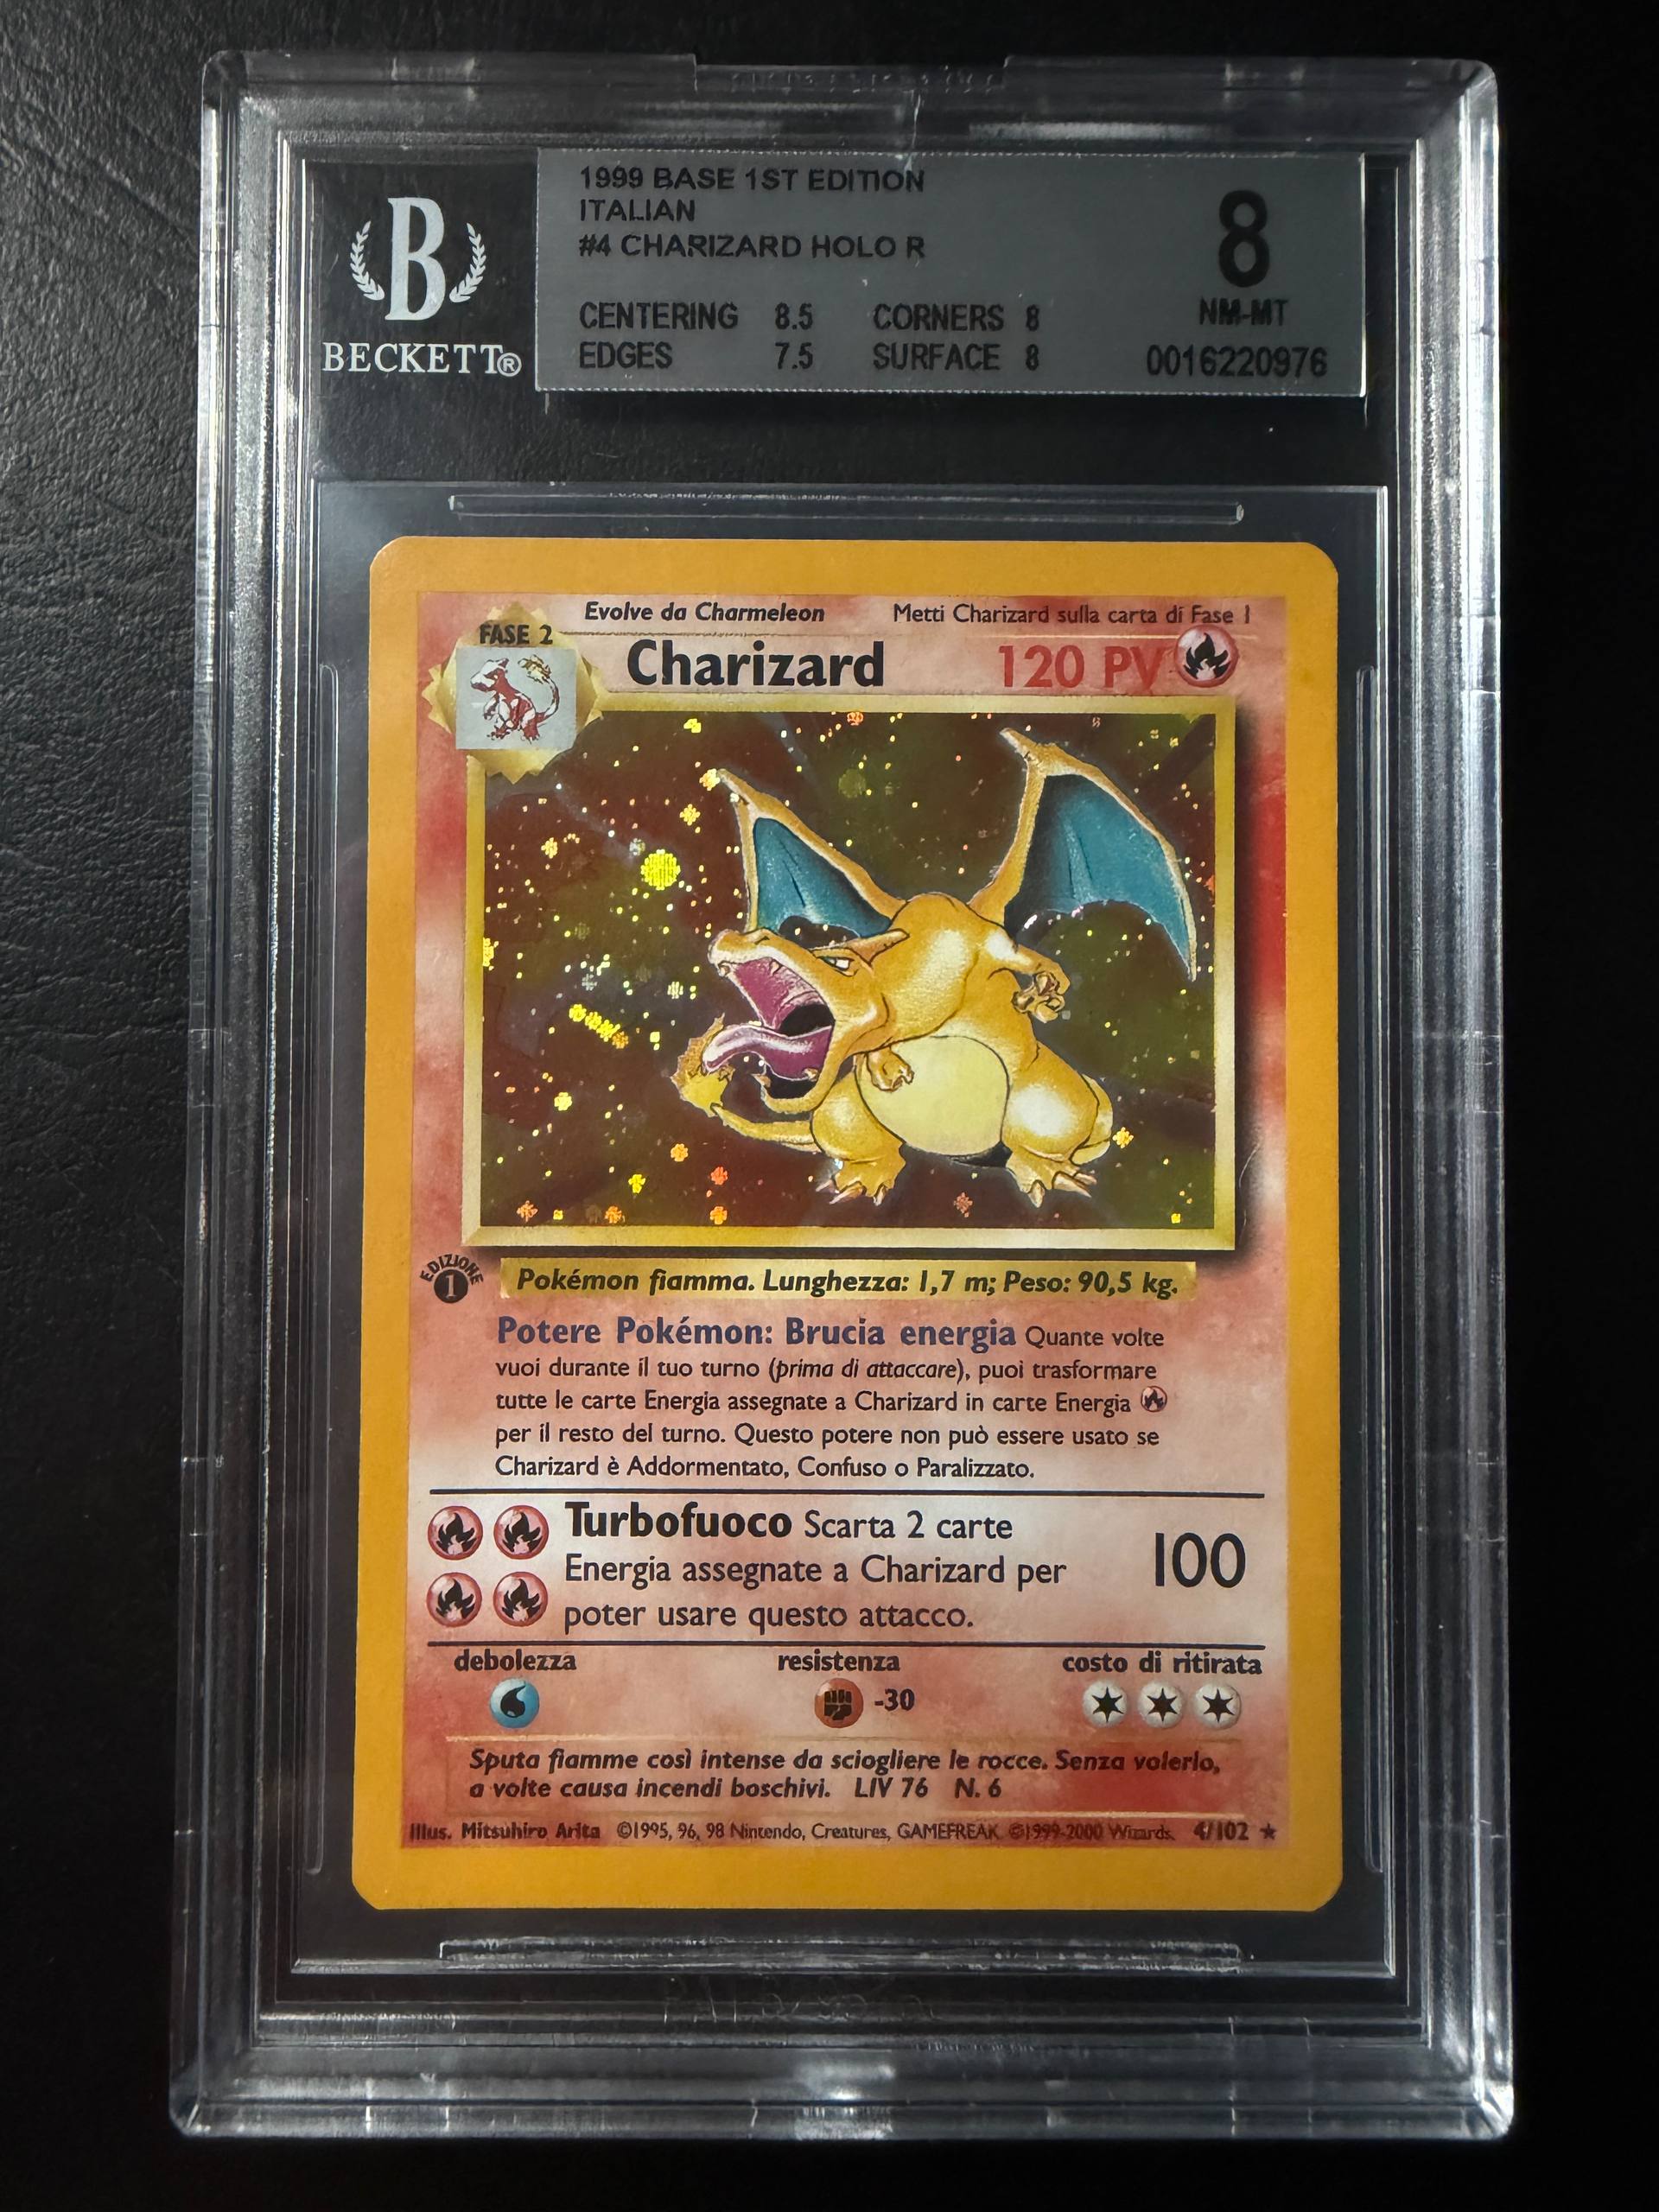 1999 BASE 1ST EDITION
ITALIAN
#4 CHARIZARD HOLO R
8
CENTERING 8.5 CORNERS 8
NM-MT
EDGES 7.5 SURFACE 8
0016220976
B
BECKETT®
Evolve da Charmeleon Metti Charizard sulla carta di Fase 1
FASE 2
Charizard 120 PV
EDIZIONE
1
Pokémon fiamma. Lunghezza: 1,7 m; Peso: 90,5 kg.
Potere Pokémon: Brucia energia Quante volte
vuoi durante il tuo turno (prima di attaccare), puoi trasformare
tutte le carte Energia assegnate a Charizard in carte Energia
per il resto del turno. Questo potere non può essere usato se
Charizard è Addormentato, Confuso o Paralizzato.
Turbofuoco Scarta 2 carte
Energia assegnate a Charizard per
poter usare questo attacco.
100
debolezza resistenza costo di ritirata
-30
Sputa fiamme così intense da sciogliere le rocce. Senza volerlo,
a volte causa incendi boschivi. LIV 76 N. 6
Illus. Mitsuhiro Arita ©1995, 96, 98 Nintendo, Creatures, GAMEFREAK. ©1999-2000 Wizards. 4/102 ★